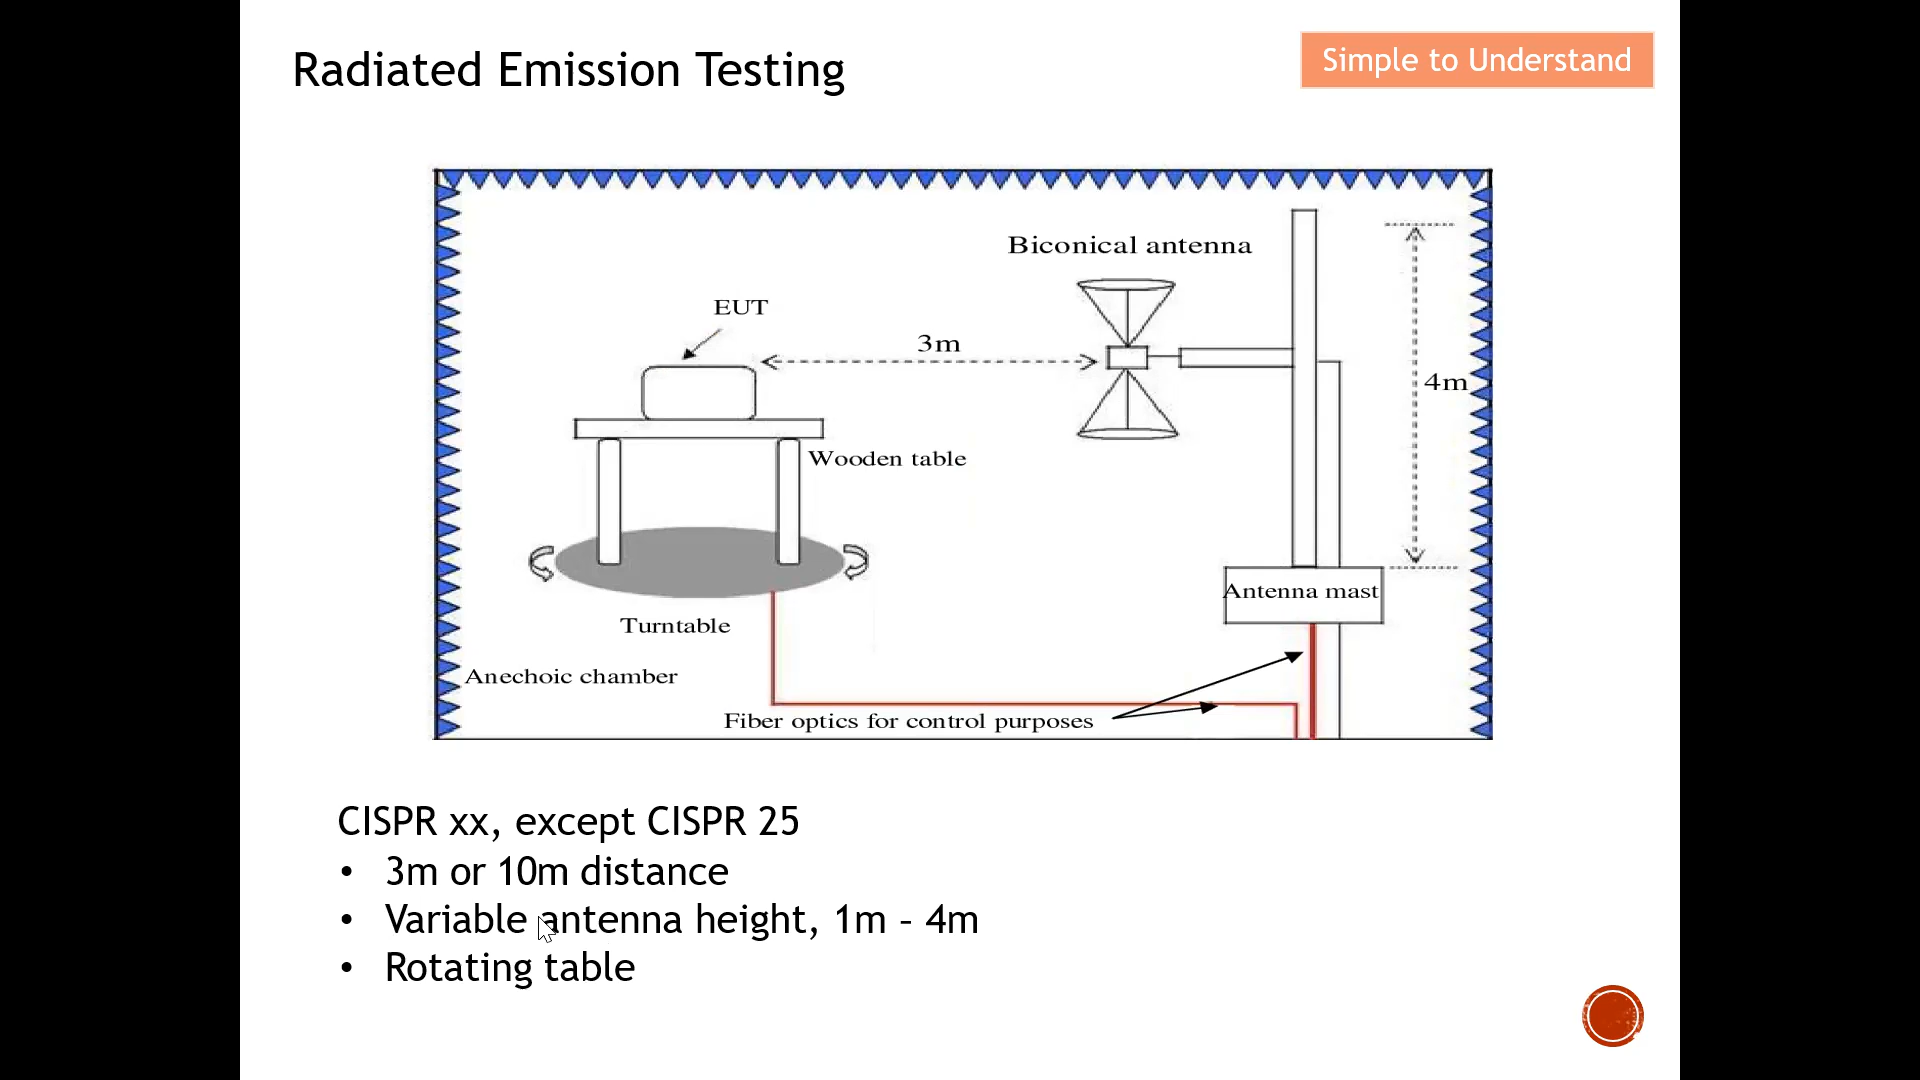 Radiated Emission Testing
Simple to Understand
Biconical antenna
EUT
3m
4m
Wooden table
Antenna mast
Turntable
Anechoic chamber
Fiber optics for control purposes
CISPR xx, except CISPR 25
• 3m or 10m distance
• Variable antenna height, 1m – 4m
• Rotating table